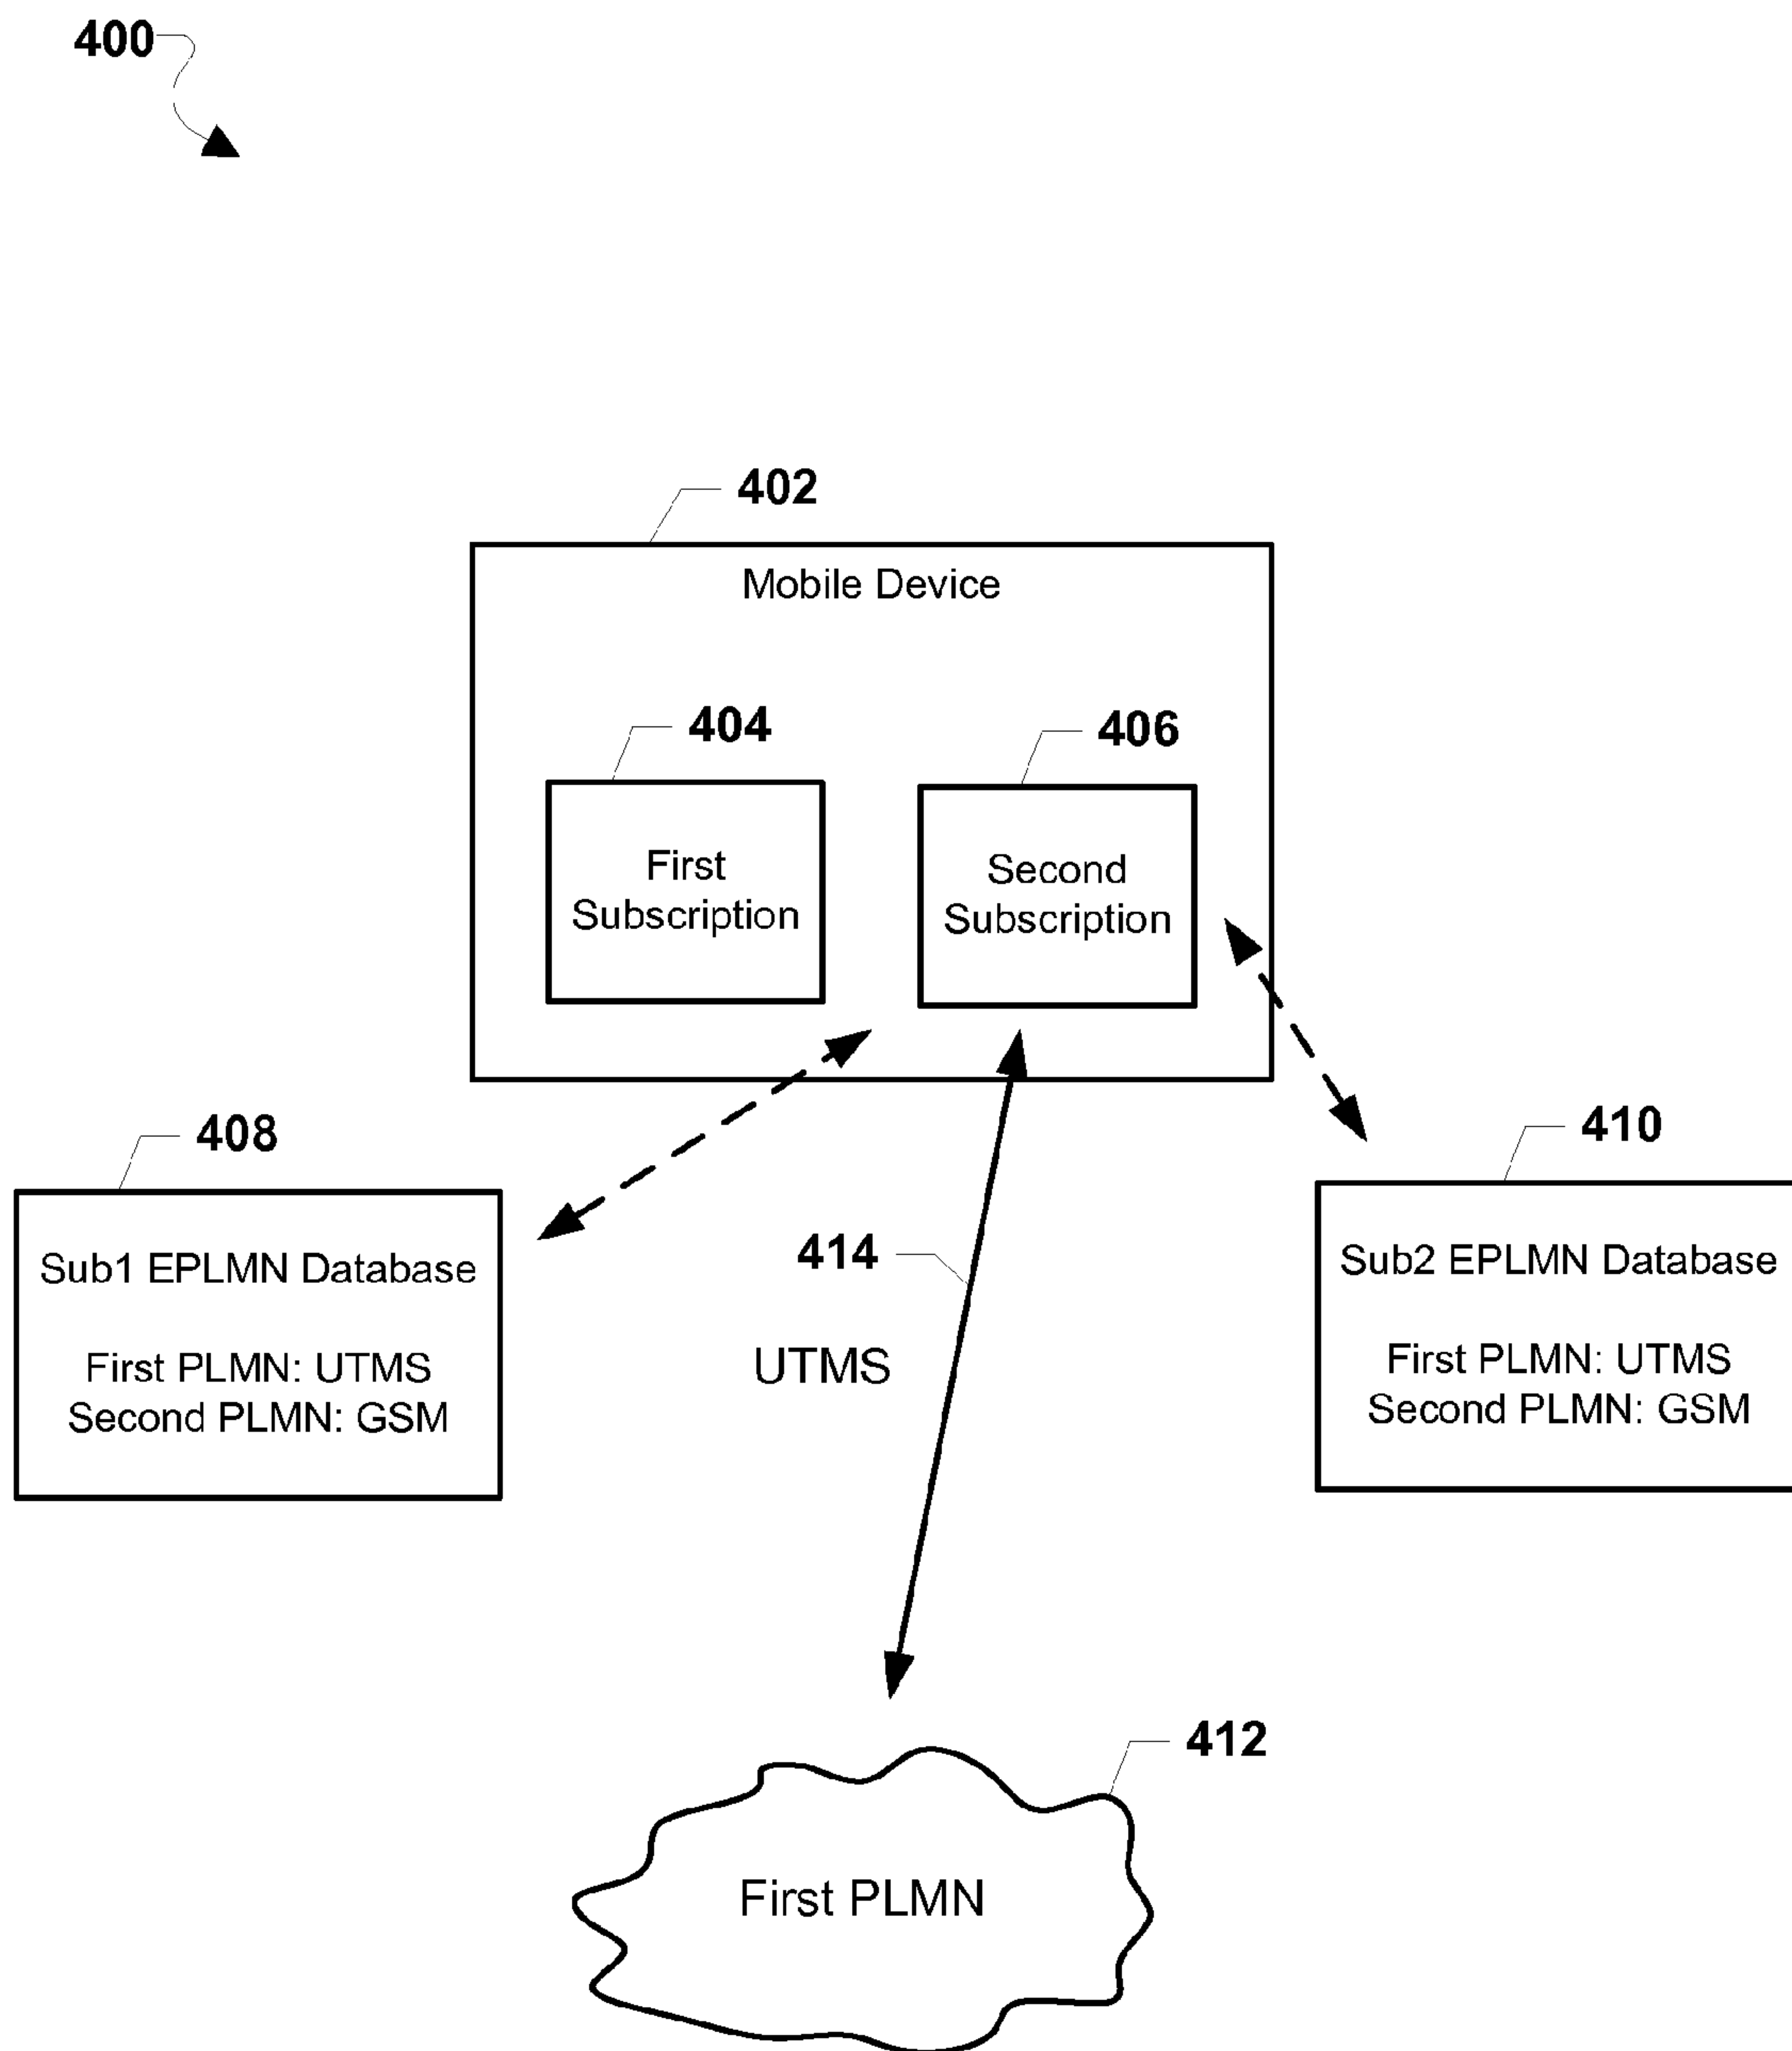 400
402
Mobile Device
404
406
First
Subscription
Second
Subscription
408
410
Sub1 EPLMN Database
First PLMN: UTMS
Second PLMN: GSM
414
UTMS
Sub2 EPLMN Database
First PLMN: UTMS
Second PLMN: GSM
412
First PLMN